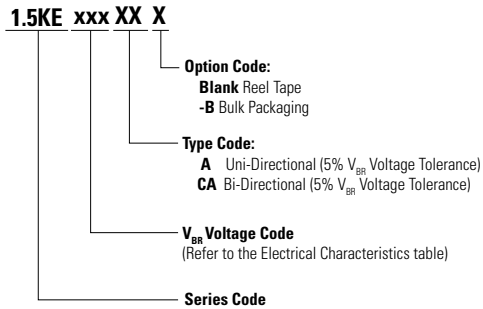 1.5KE xxx XX X
Option Code:
Blank Reel Tape
-B Bulk Packaging
Type Code:
A Uni-Directional (5% VBR Voltage Tolerance)
CA Bi-Directional (5% VBR Voltage Tolerance)
VBR Voltage Code
(Refer to the Electrical Characteristics table)
Series Code